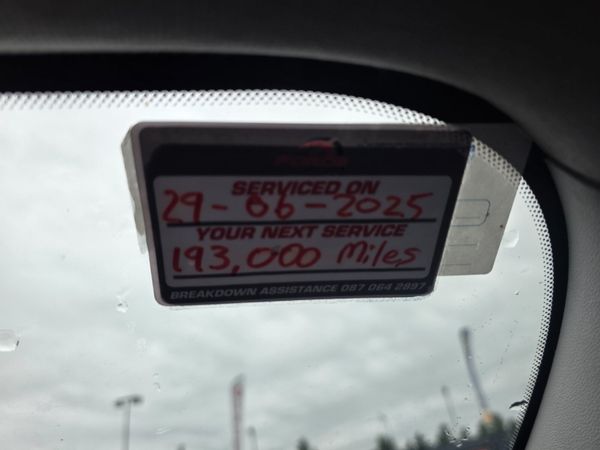 SERVICED ON
29-06-2025
YOUR NEXT SERVICE
193,000 Miles
BREAKDOWN ASSISTANCE 087 064 2897